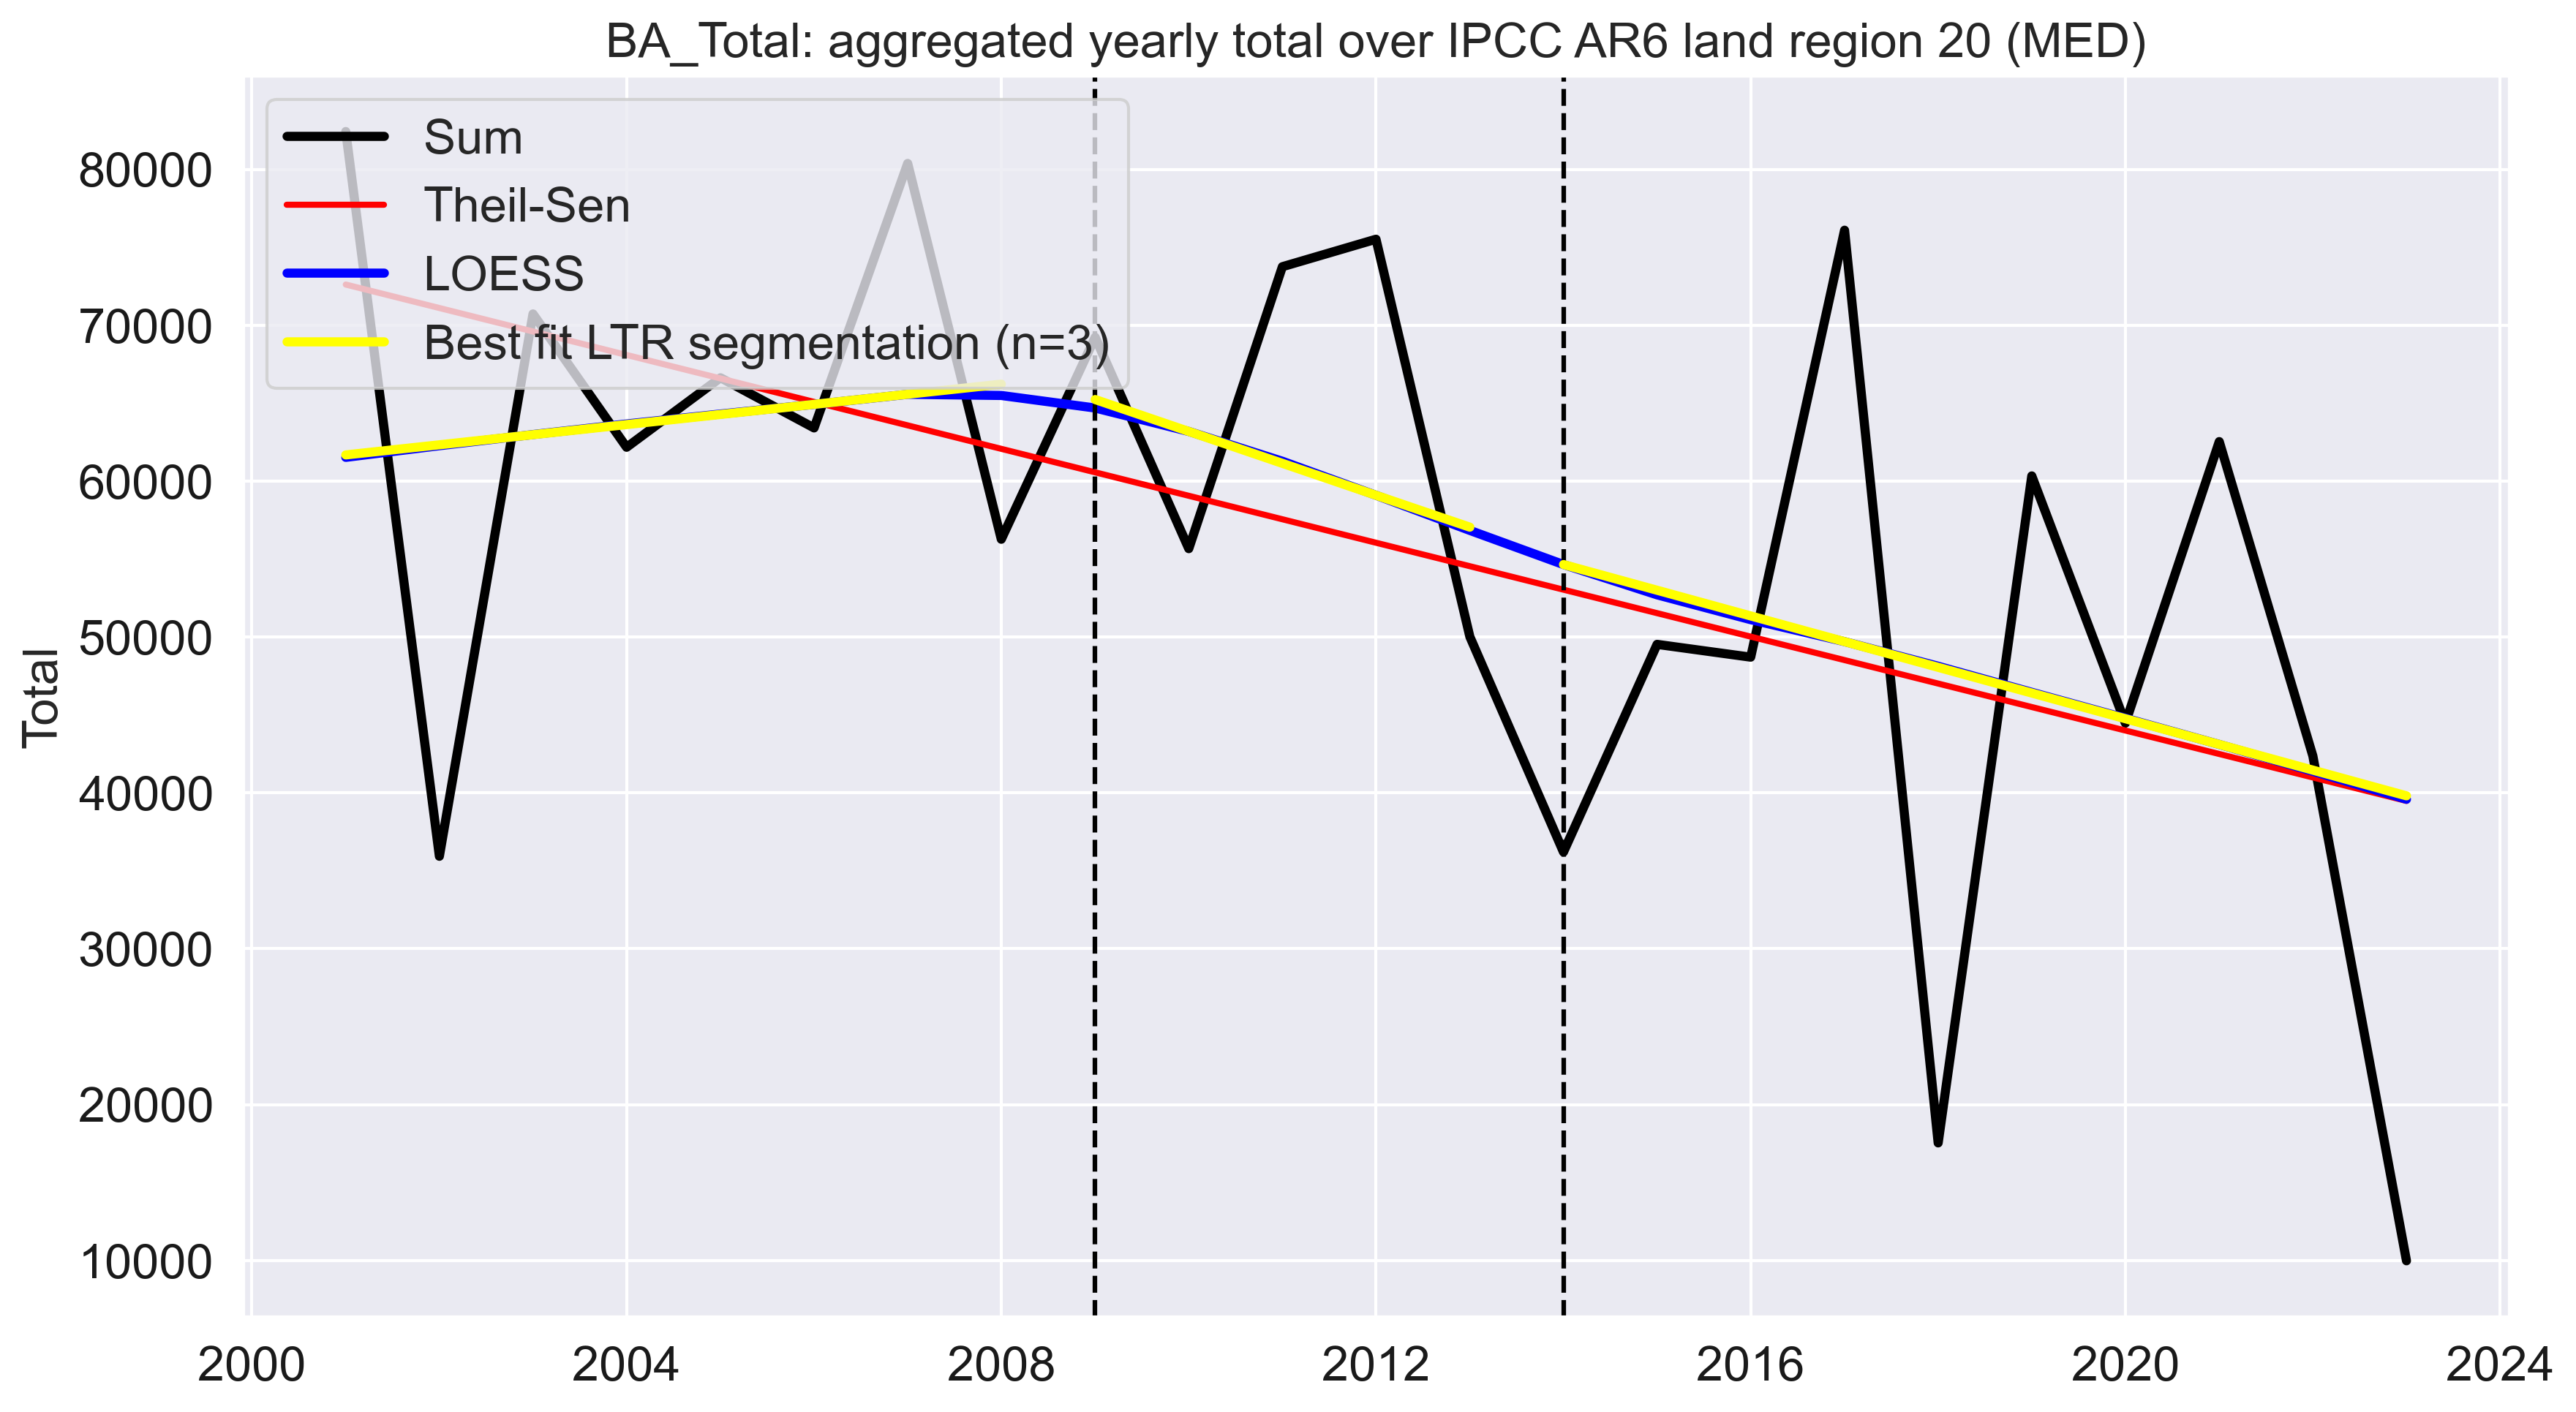 BA_Total: aggregated yearly total over IPCC AR6 land region 20 (MED)
Sum
Theil-Sen
LOESS
Best fit LTR segmentation (n=3)
Total
80000
70000
60000
50000
40000
30000
20000
10000
2000 2004 2008 2012 2016 2020 2024